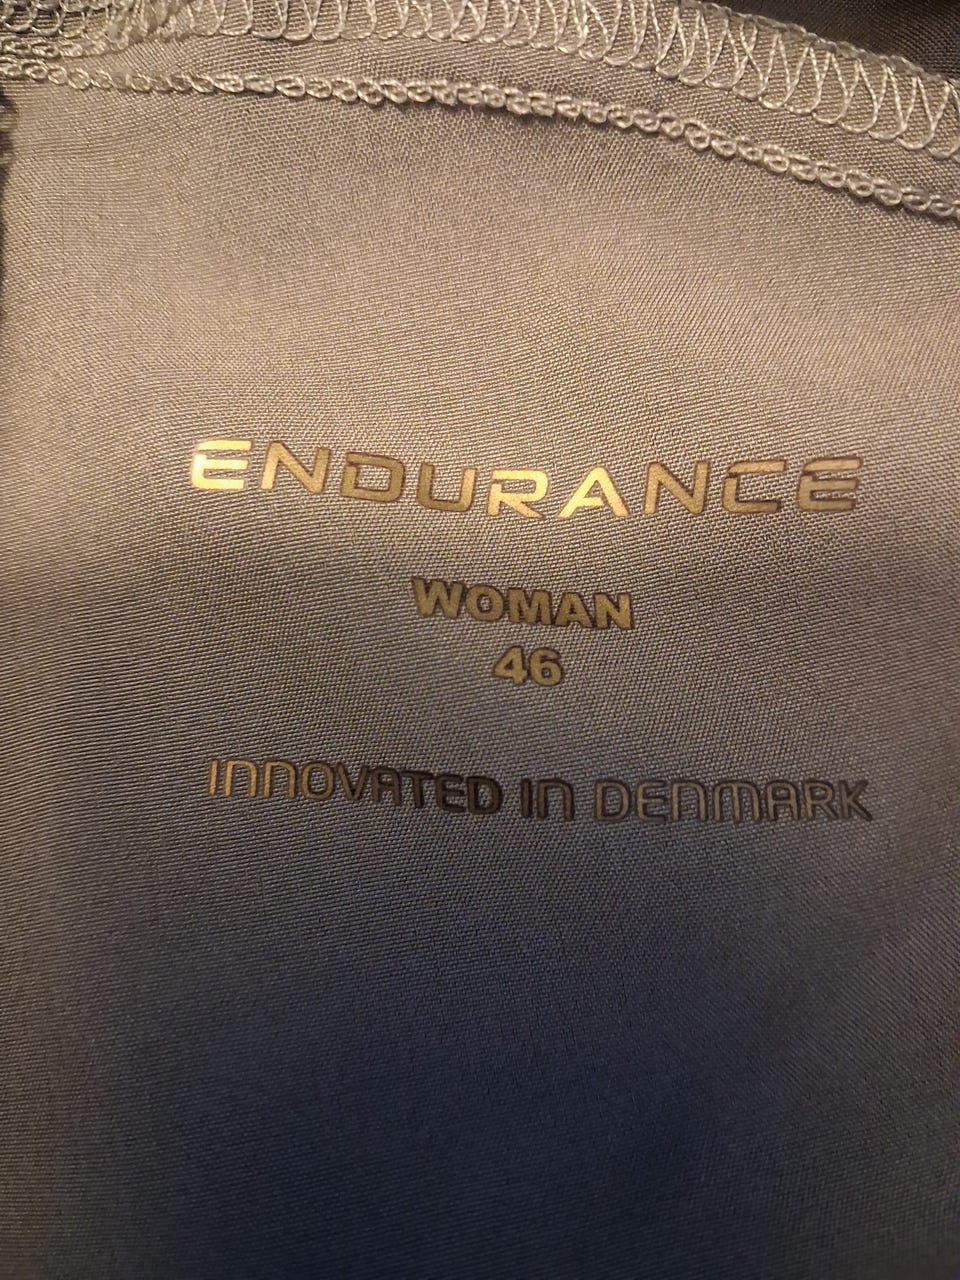 ENDURANCE
WOMAN
46
INNOVATED IN DENMARK